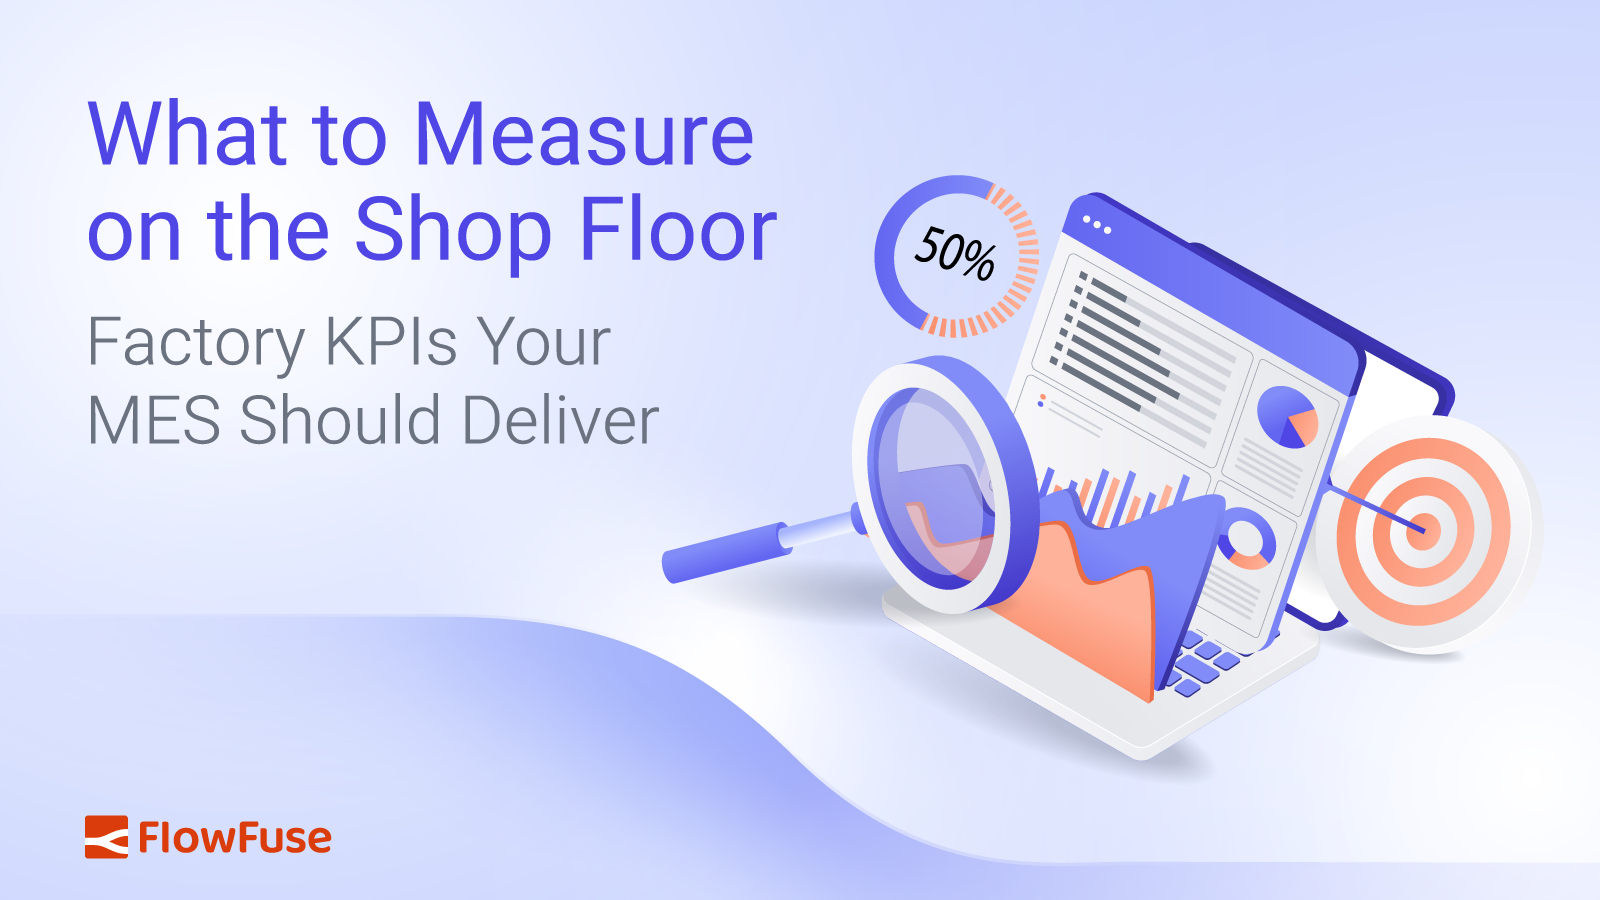 What to Measure
on the Shop Floor
Factory KPIs Your
MES Should Deliver
50%
FlowFuse